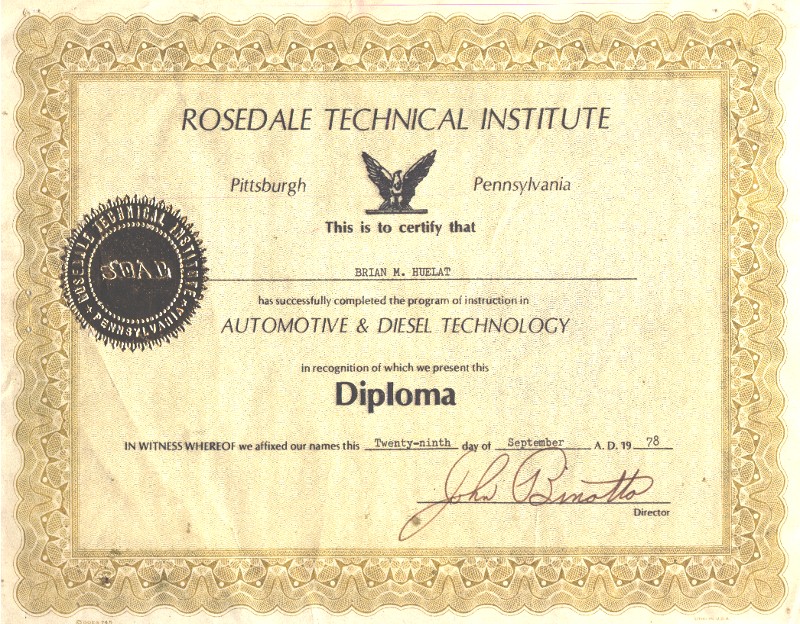 ROSEDALE TECHNICAL INSTITUTE
Pittsburgh Pennsylvania
This is to certify that
ROSEDALE TECHNICAL INSTITUTE
PENNSYLVANIA
BRIAN M. HUELAT
has successfully completed the program of instruction in
AUTOMOTIVE & DIESEL TECHNOLOGY
in recognition of which we present this
Diploma
IN WITNESS WHEREOF we affixed our names this Twenty-ninth day of September A. D. 19 78
John Binotto
Director